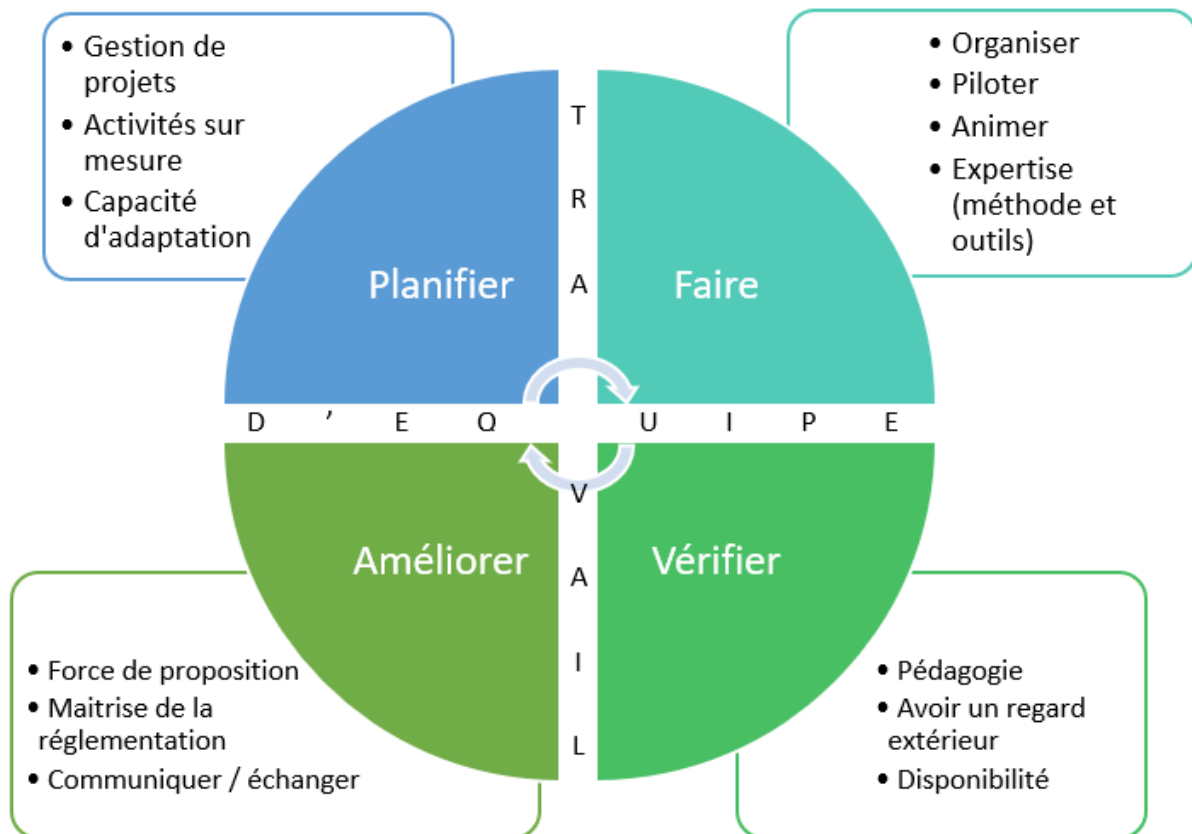 • Gestion de
projets
• Activités sur
mesure
• Capacité
d'adaptation
• Organiser
• Piloter
• Animer
• Expertise
(méthode et
outils)
Planifier
Faire
T
R
A
V
A
I
L
D ’ E Q U I P E
Améliorer
Vérifier
• Force de proposition
• Maitrise de la
réglementation
• Communiquer / échanger
• Pédagogie
• Avoir un regard
extérieur
• Disponibilité